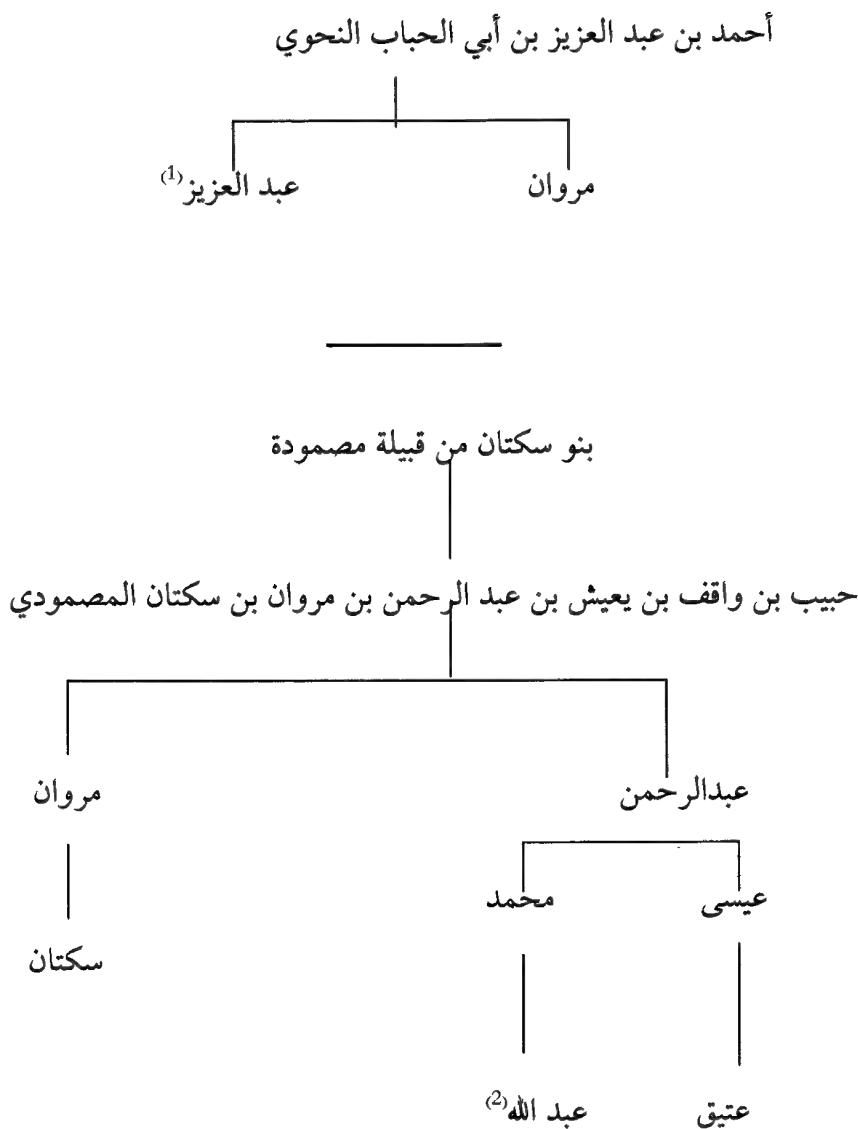 أحمد بن عبد العزيز بن أبي الحباب النحوي
مروان عبد العزيز(1)
بنو سكتان من قبيلة مصمودة
حبيب بن واقف بن يعيش بن عبد الرحمن بن مروان بن سكتان المصمودي
عبدالرحمن مروان
عيسى محمد
سكتان
عتيق عبد الله(2)